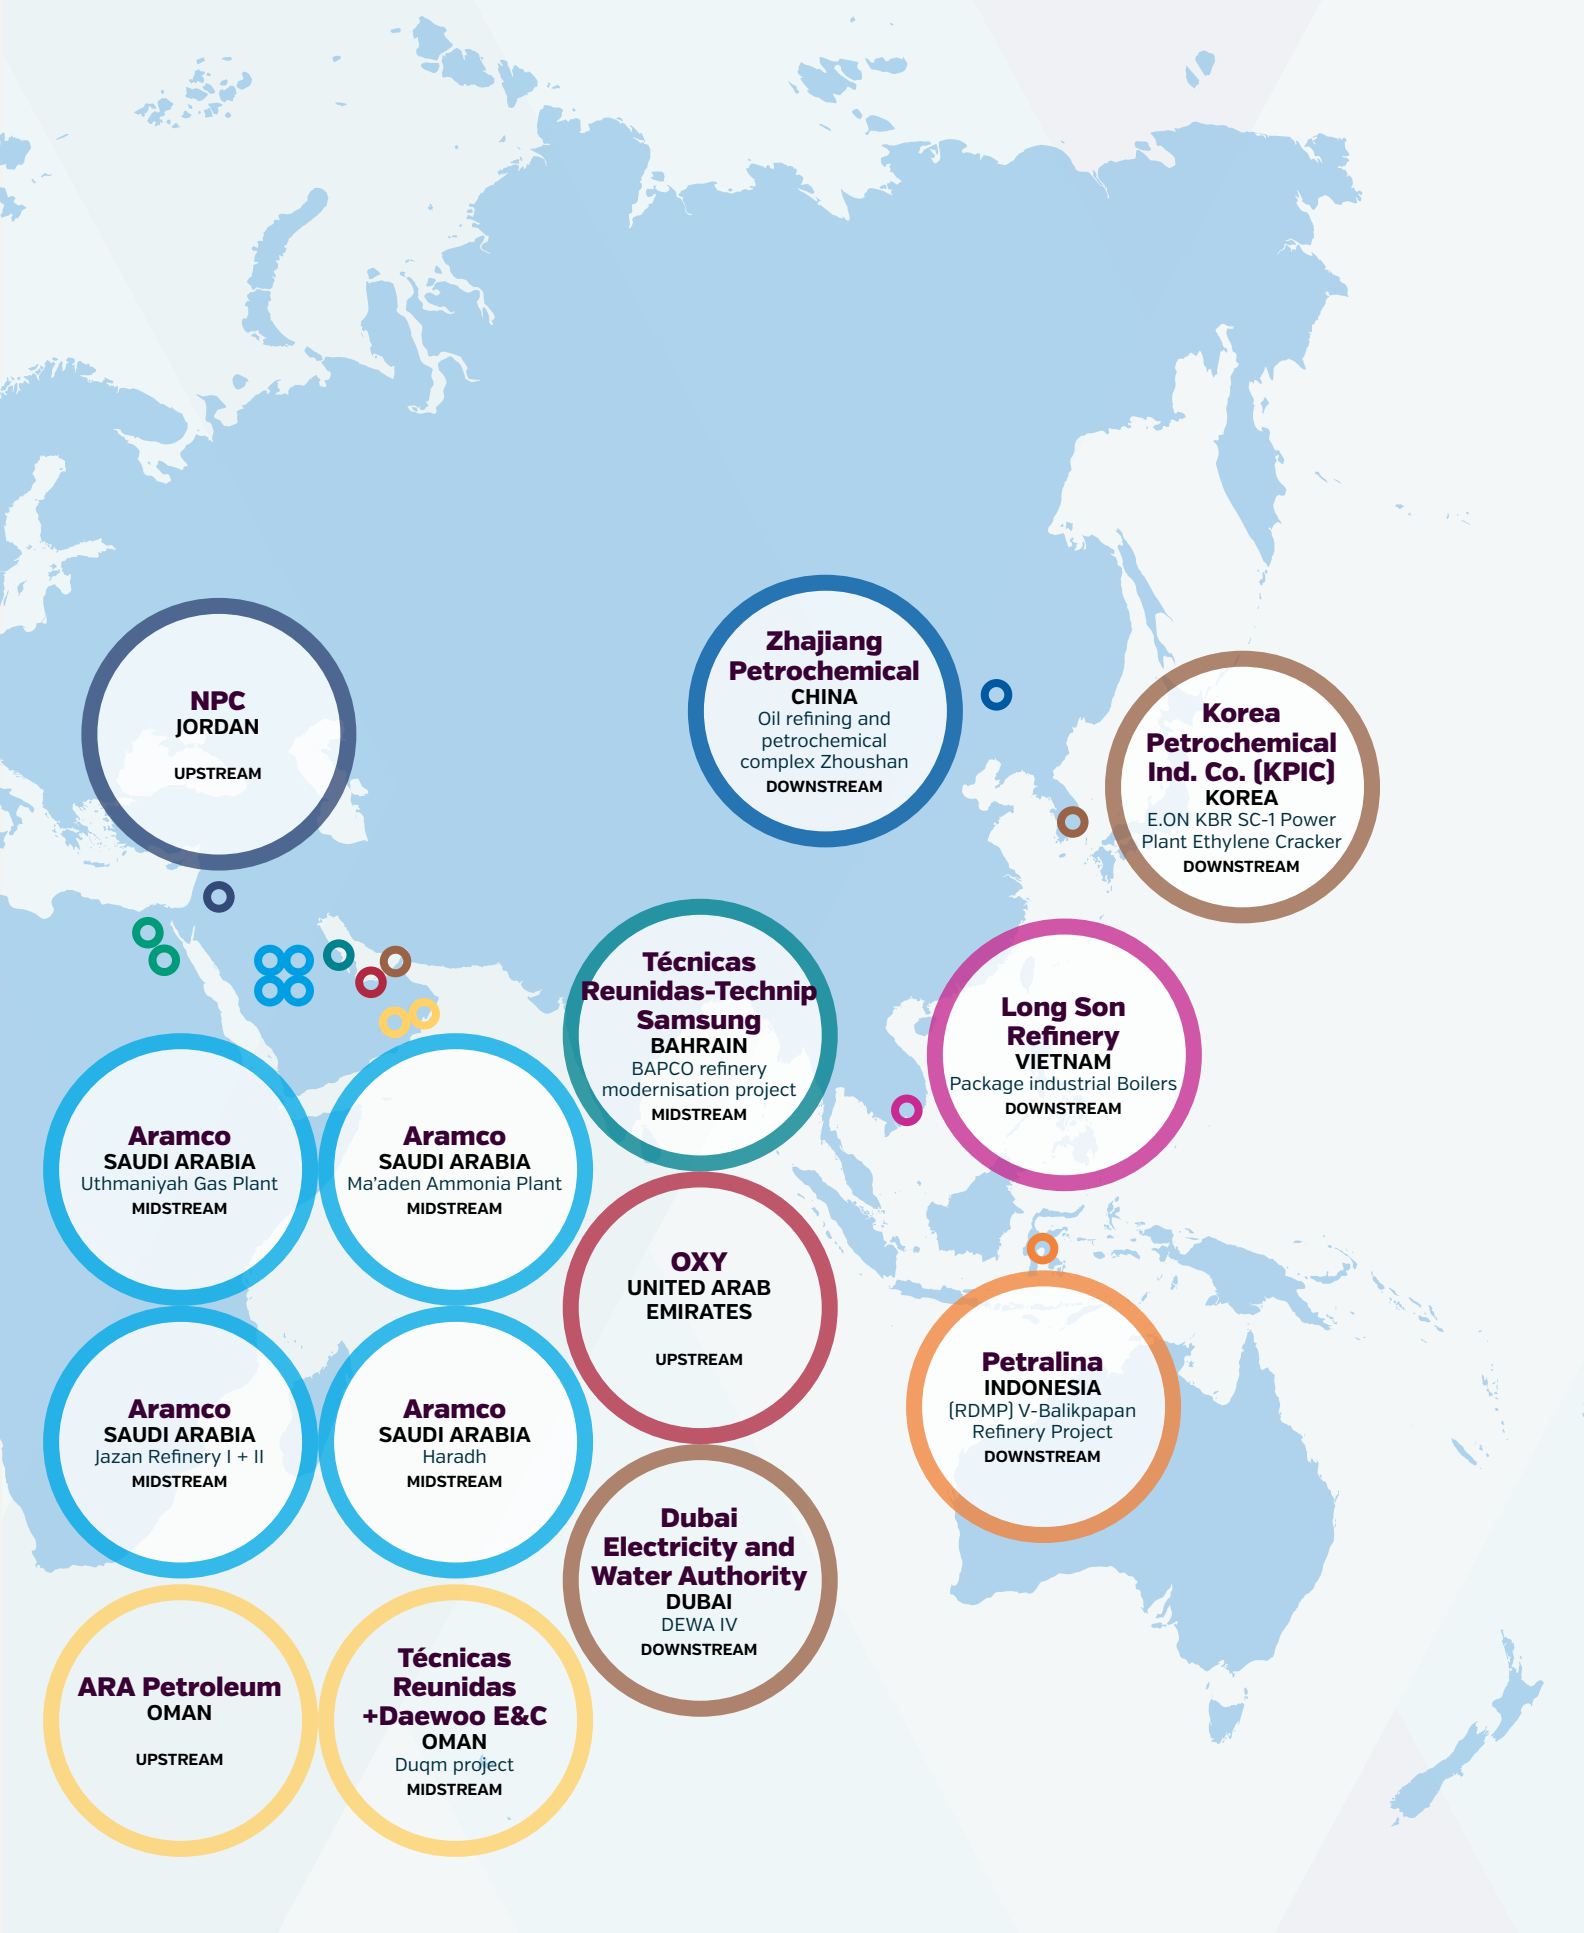 NPC
JORDAN
UPSTREAM
Zhajiang
Petrochemical
CHINA
Oil refining and
petrochemical
complex Zhoushan
DOWNSTREAM
Korea
Petrochemical
Ind. Co. (KPIC)
KOREA
E.ON KBR SC-1 Power
Plant Ethylene Cracker
DOWNSTREAM
Técnicas
Reunidas-Technip
Samsung
BAHRAIN
BAPCO refinery
modernisation project
MIDSTREAM
Long Son
Refinery
VIETNAM
Package industrial Boilers
DOWNSTREAM
Aramco
SAUDI ARABIA
Uthmaniyah Gas Plant
MIDSTREAM
Aramco
SAUDI ARABIA
Ma’aden Ammonia Plant
MIDSTREAM
OXY
UNITED ARAB
EMIRATES
UPSTREAM
Petralina
INDONESIA
(RDMP) V-Balikpapan
Refinery Project
DOWNSTREAM
Aramco
SAUDI ARABIA
Jazan Refinery I + II
MIDSTREAM
Aramco
SAUDI ARABIA
Haradh
MIDSTREAM
Dubai
Electricity and
Water Authority
DUBAI
DEWA IV
DOWNSTREAM
ARA Petroleum
OMAN
UPSTREAM
Técnicas
Reunidas
+Daewoo E&C
OMAN
Duqm project
MIDSTREAM